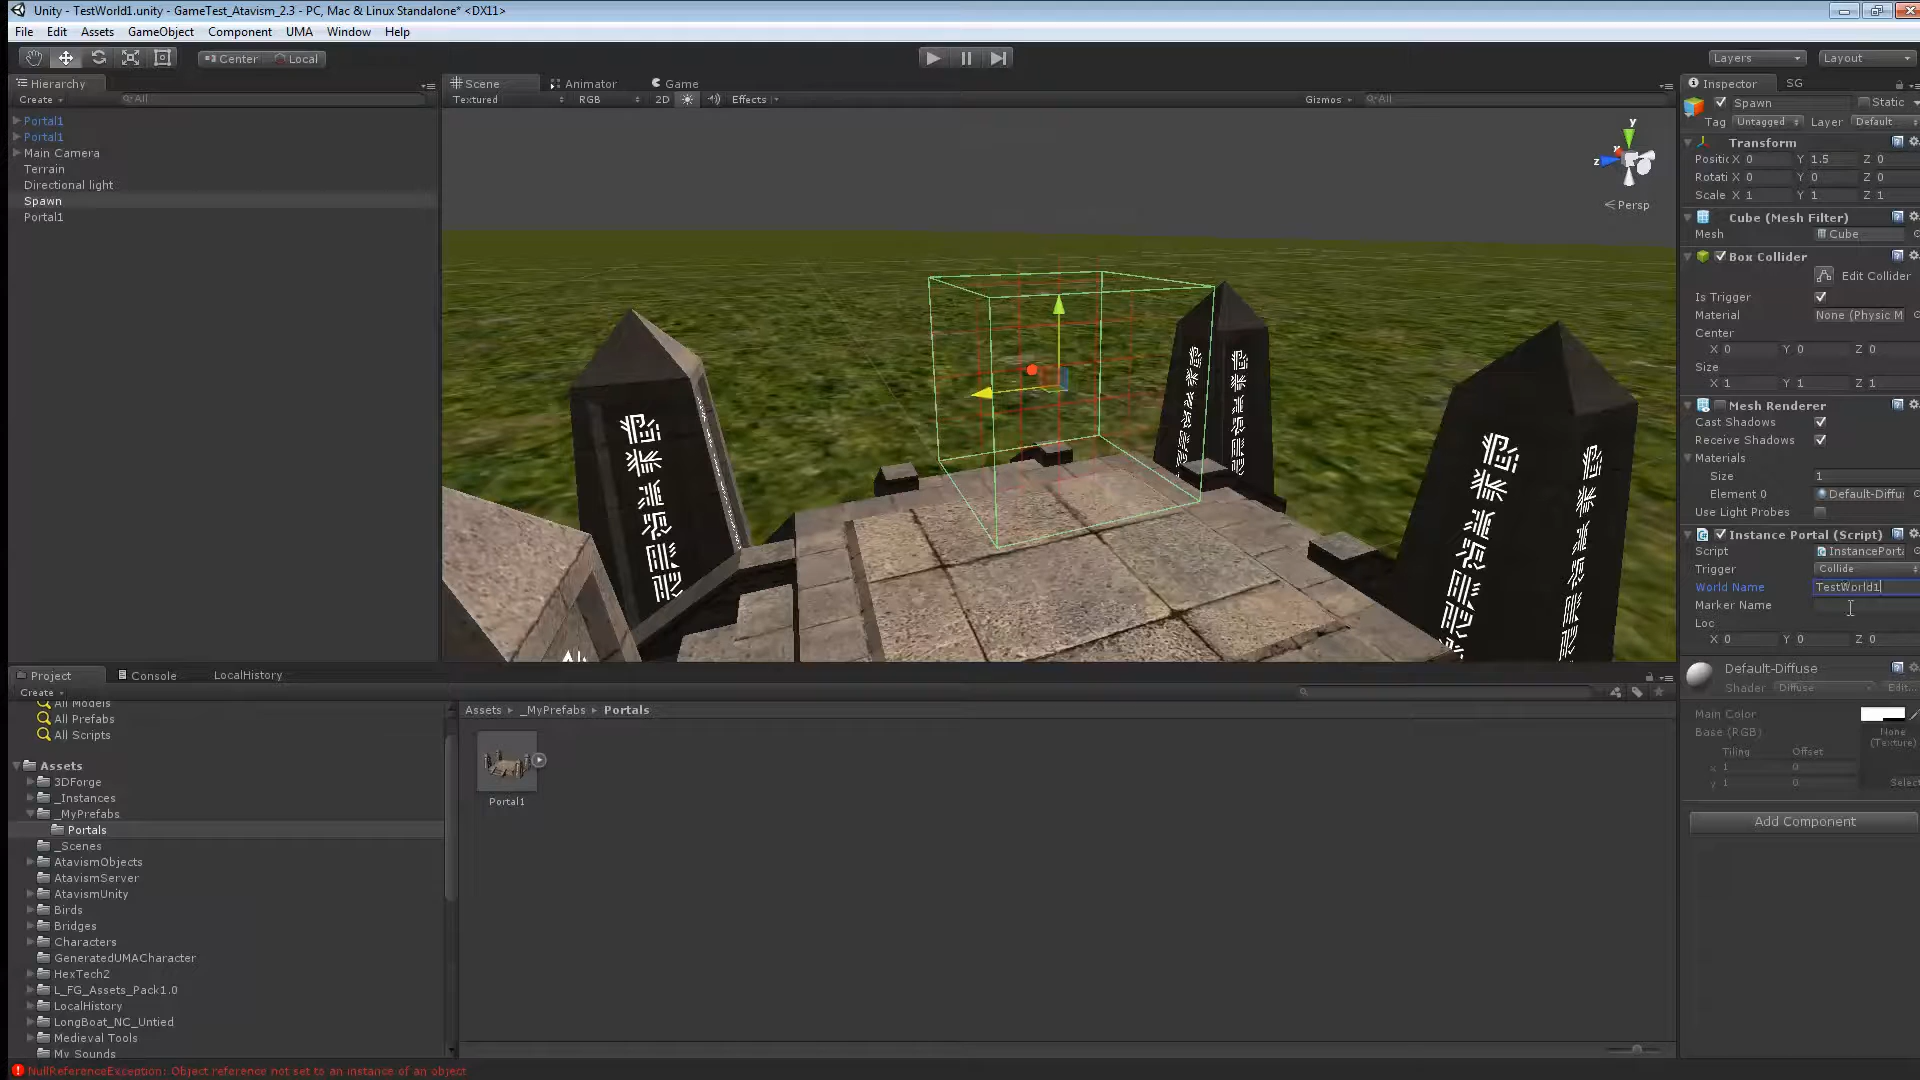 Unity - TestWorld1.unity - GameTest_Atavism_2.3 - PC, Mac & Linux Standalone* <DX11>
File Edit Assets GameObject Component UMA Window Help
Center Local
Layers Layout
Hierarchy
Create All
Portal1
Portal1
Main Camera
Terrain
Directional light
Spawn
Portal1
Scene Animator Game
Textured RGB 2D Effects Gizmos All
y
x
z
Persp
Inspector SG
Spawn Static
Tag Untagged Layer Default
Transform
Positic X 0 Y 1.5 Z 0
Rotati X 0 Y 0 Z 0
Scale X 1 Y 1 Z 1
Cube (Mesh Filter)
Mesh Cube
Box Collider
Edit Collider
Is Trigger
Material None (Physic M
Center
X 0 Y 0 Z 0
Size
X 1 Y 1 Z 1
Mesh Renderer
Cast Shadows
Receive Shadows
Materials
Size 1
Element 0 Default-Diffu
Use Light Probes
Instance Portal (Script)
Script InstancePorta
Trigger Collide
World Name TestWorld1
Marker Name
Loc
X 0 Y 0 Z 0
Default-Diffuse
Shader Diffuse Edit...
Main Color
Base (RGB) None
(Texture)
Tiling Offset
x 1 0
y 1 0
Select
Add Component
Project Console LocalHistory
Create
All Models
All Prefabs
All Scripts
Assets
3DForge
_Instances
_MyPrefabs
Portals
_Scenes
AtavismObjects
AtavismServer
AtavismUnity
Birds
Bridges
Characters
GeneratedUMACharacter
HexTech2
L_FG_Assets_Pack1.0
LocalHistory
LongBoat_NC_Untied
Medieval Tools
My Sounds
Assets _MyPrefabs Portals
Portal1
NullReferenceException: Object reference not set to an instance of an object